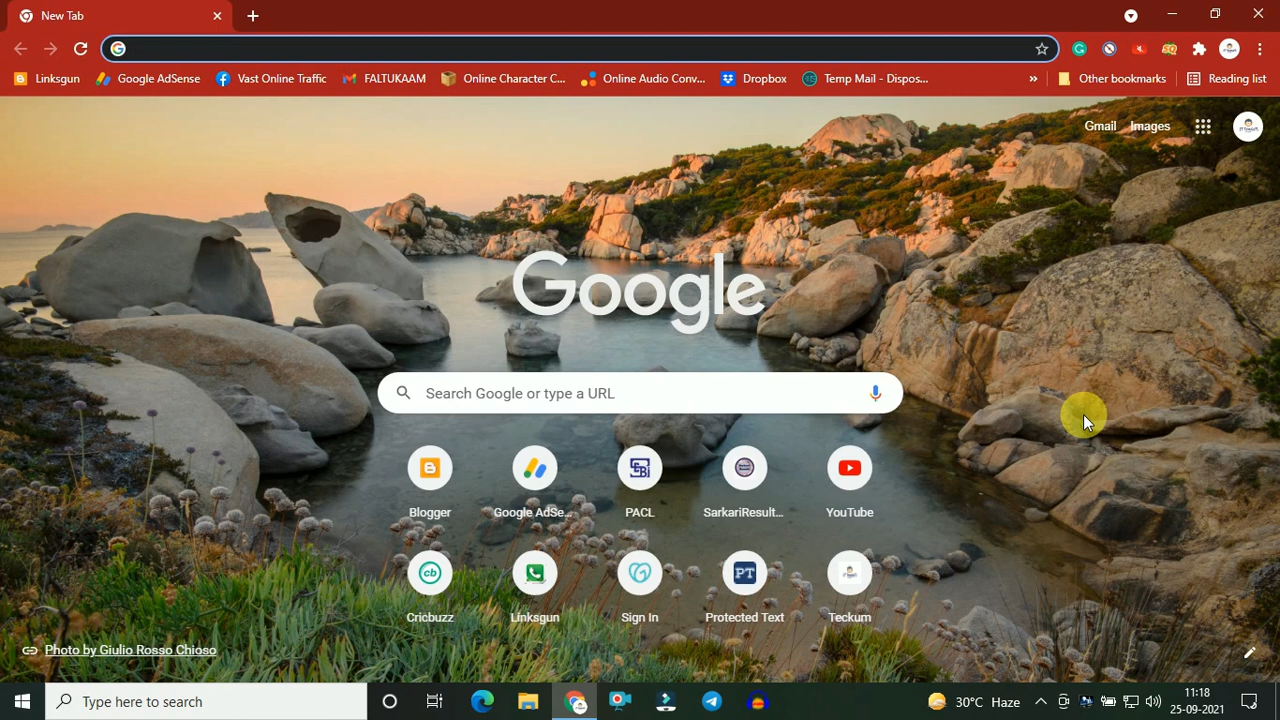 New Tab
Linksgun
Google AdSense
Vast Online Traffic
FALTUKAAM
Online Character C...
Online Audio Conv...
Dropbox
Temp Mail - Dispos...
»
Other bookmarks
Reading list
Gmail
Images
Google
Search Google or type a URL
Blogger
Google AdSe...
PACL
SarkariResult...
YouTube
Cricbuzz
Linksgun
Sign In
Protected Text
Teckum
Photo by Giulio Rosso Chioso
Type here to search
30°C Haze
11:18
25-09-2021